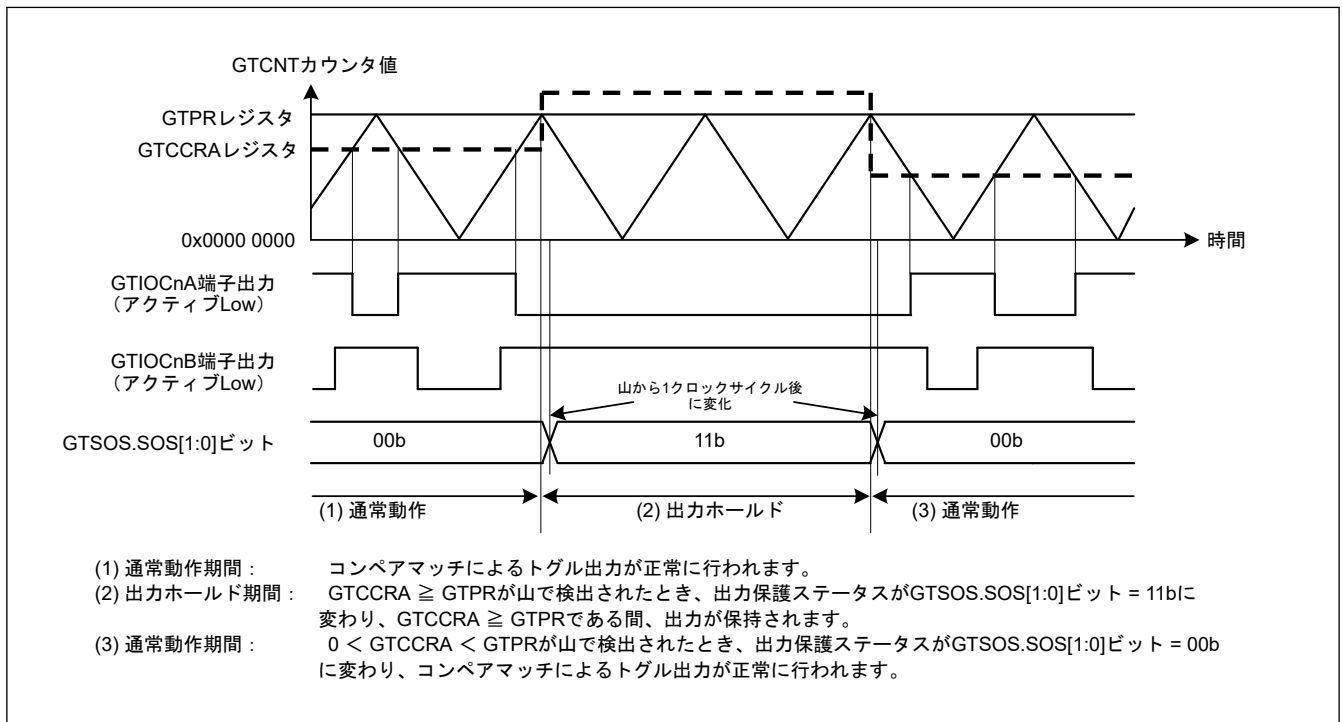 GTCNTカウンタ値
GTPRレジスタ
GTCCRAレジスタ
0x0000 0000
時間
GTIOCnA端子出力
（アクティブLow）
GTIOCnB端子出力
（アクティブLow）
山から1クロックサイクル後
に変化
GTSOS.SOS[1:0]ビット
00b
11b
00b
(1) 通常動作
(2) 出力ホールド
(3) 通常動作
(1) 通常動作期間： コンペアマッチによるトグル出力が正常に行われます。
(2) 出力ホールド期間： GTCCRA ≧ GTPRが山で検出されたとき、出力保護ステータスがGTSOS.SOS[1:0]ビット = 11bに
変わり、GTCCRA ≧ GTPRである間、出力が保持されます。
(3) 通常動作期間： 0 ＜ GTCCRA ＜ GTPRが山で検出されたとき、出力保護ステータスがGTSOS.SOS[1:0]ビット = 00b
に変わり、コンペアマッチによるトグル出力が正常に行われます。